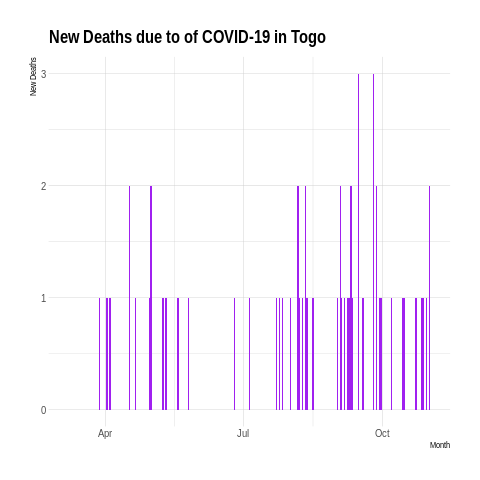 New Deaths due to of COVID-19 in Togo
New Deaths
3
2
1
0
Apr
Jul
Oct
Month